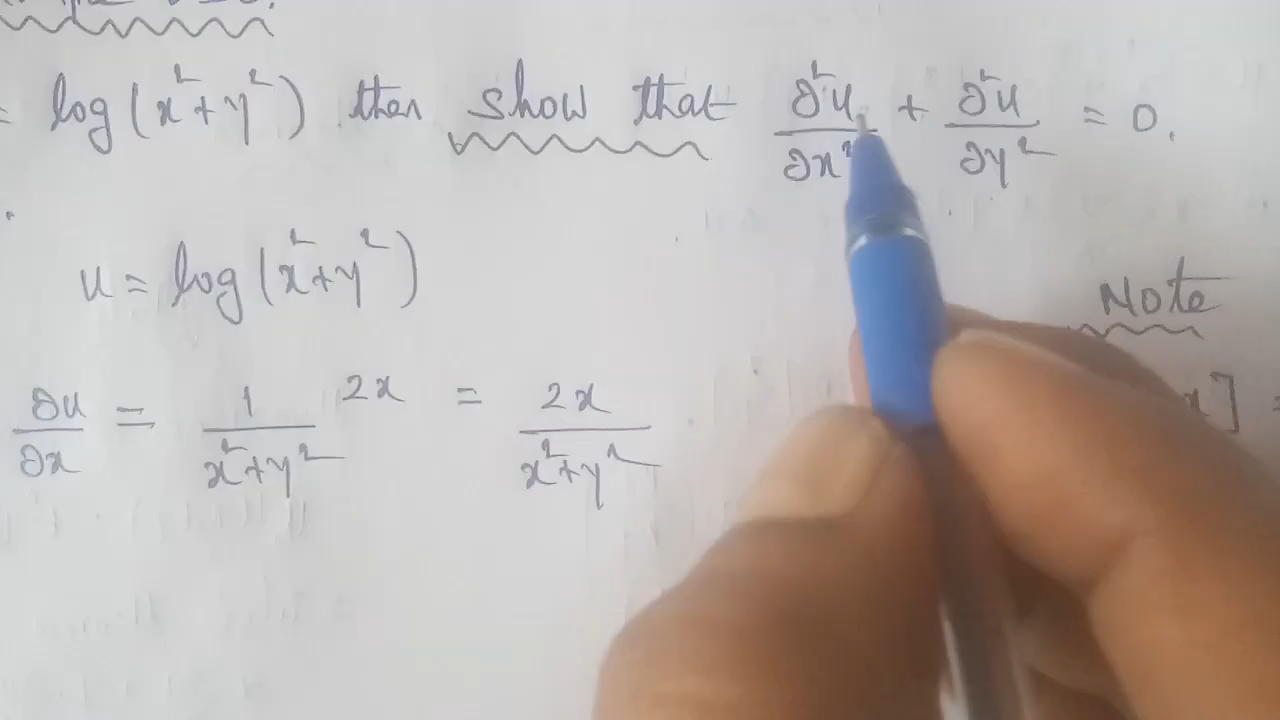 = log(x²+y²) then show that ∂²u/∂x² + ∂²u/∂y² = 0.
u = log(x²+y²)
Note
∂u/∂x = 1/(x²+y²) 2x = 2x/(x²+y²)
x] =